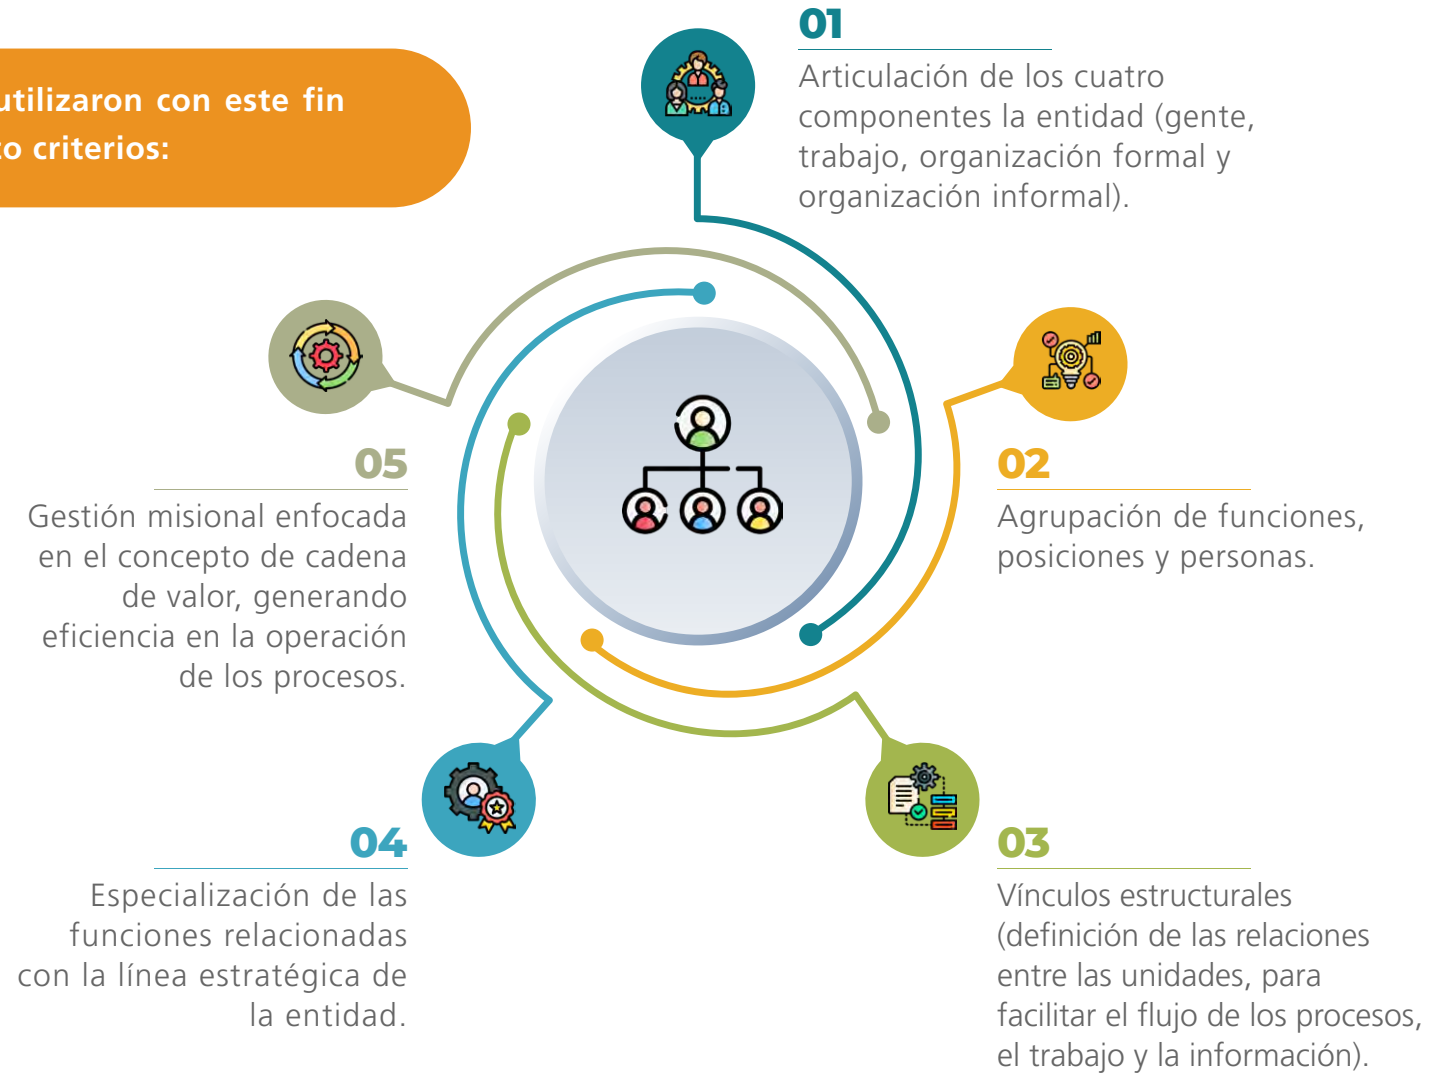 utilizaron con este fin
o criterios:
01
Articulación de los cuatro
componentes la entidad (gente,
trabajo, organización formal y
organización informal).
02
Agrupación de funciones,
posiciones y personas.
03
Vínculos estructurales
(definición de las relaciones
entre las unidades, para
facilitar el flujo de los procesos,
el trabajo y la información).
04
Especialización de las
funciones relacionadas
con la línea estratégica de
la entidad.
05
Gestión misional enfocada
en el concepto de cadena
de valor, generando
eficiencia en la operación
de los procesos.